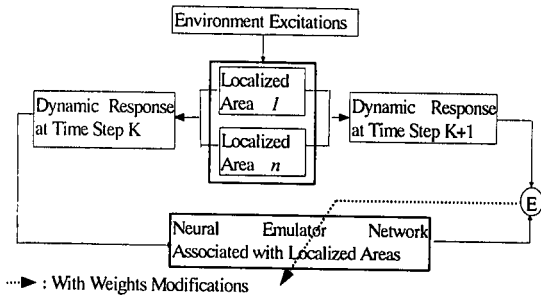 Environment Excitations
Localized
Area 1
Dynamic Response
at Time Step K
Dynamic Response
at Time Step K+1
Localized
Area n
E
Neural Emulator Network
Associated with Localized Areas
: With Weights Modifications